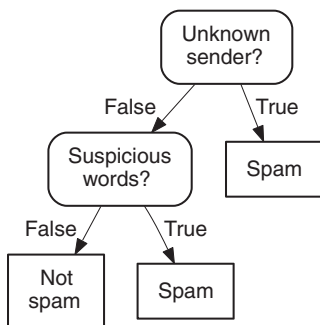 Unknown
sender?
False
True
Suspicious
words?
Spam
False
True
Not
spam
Spam